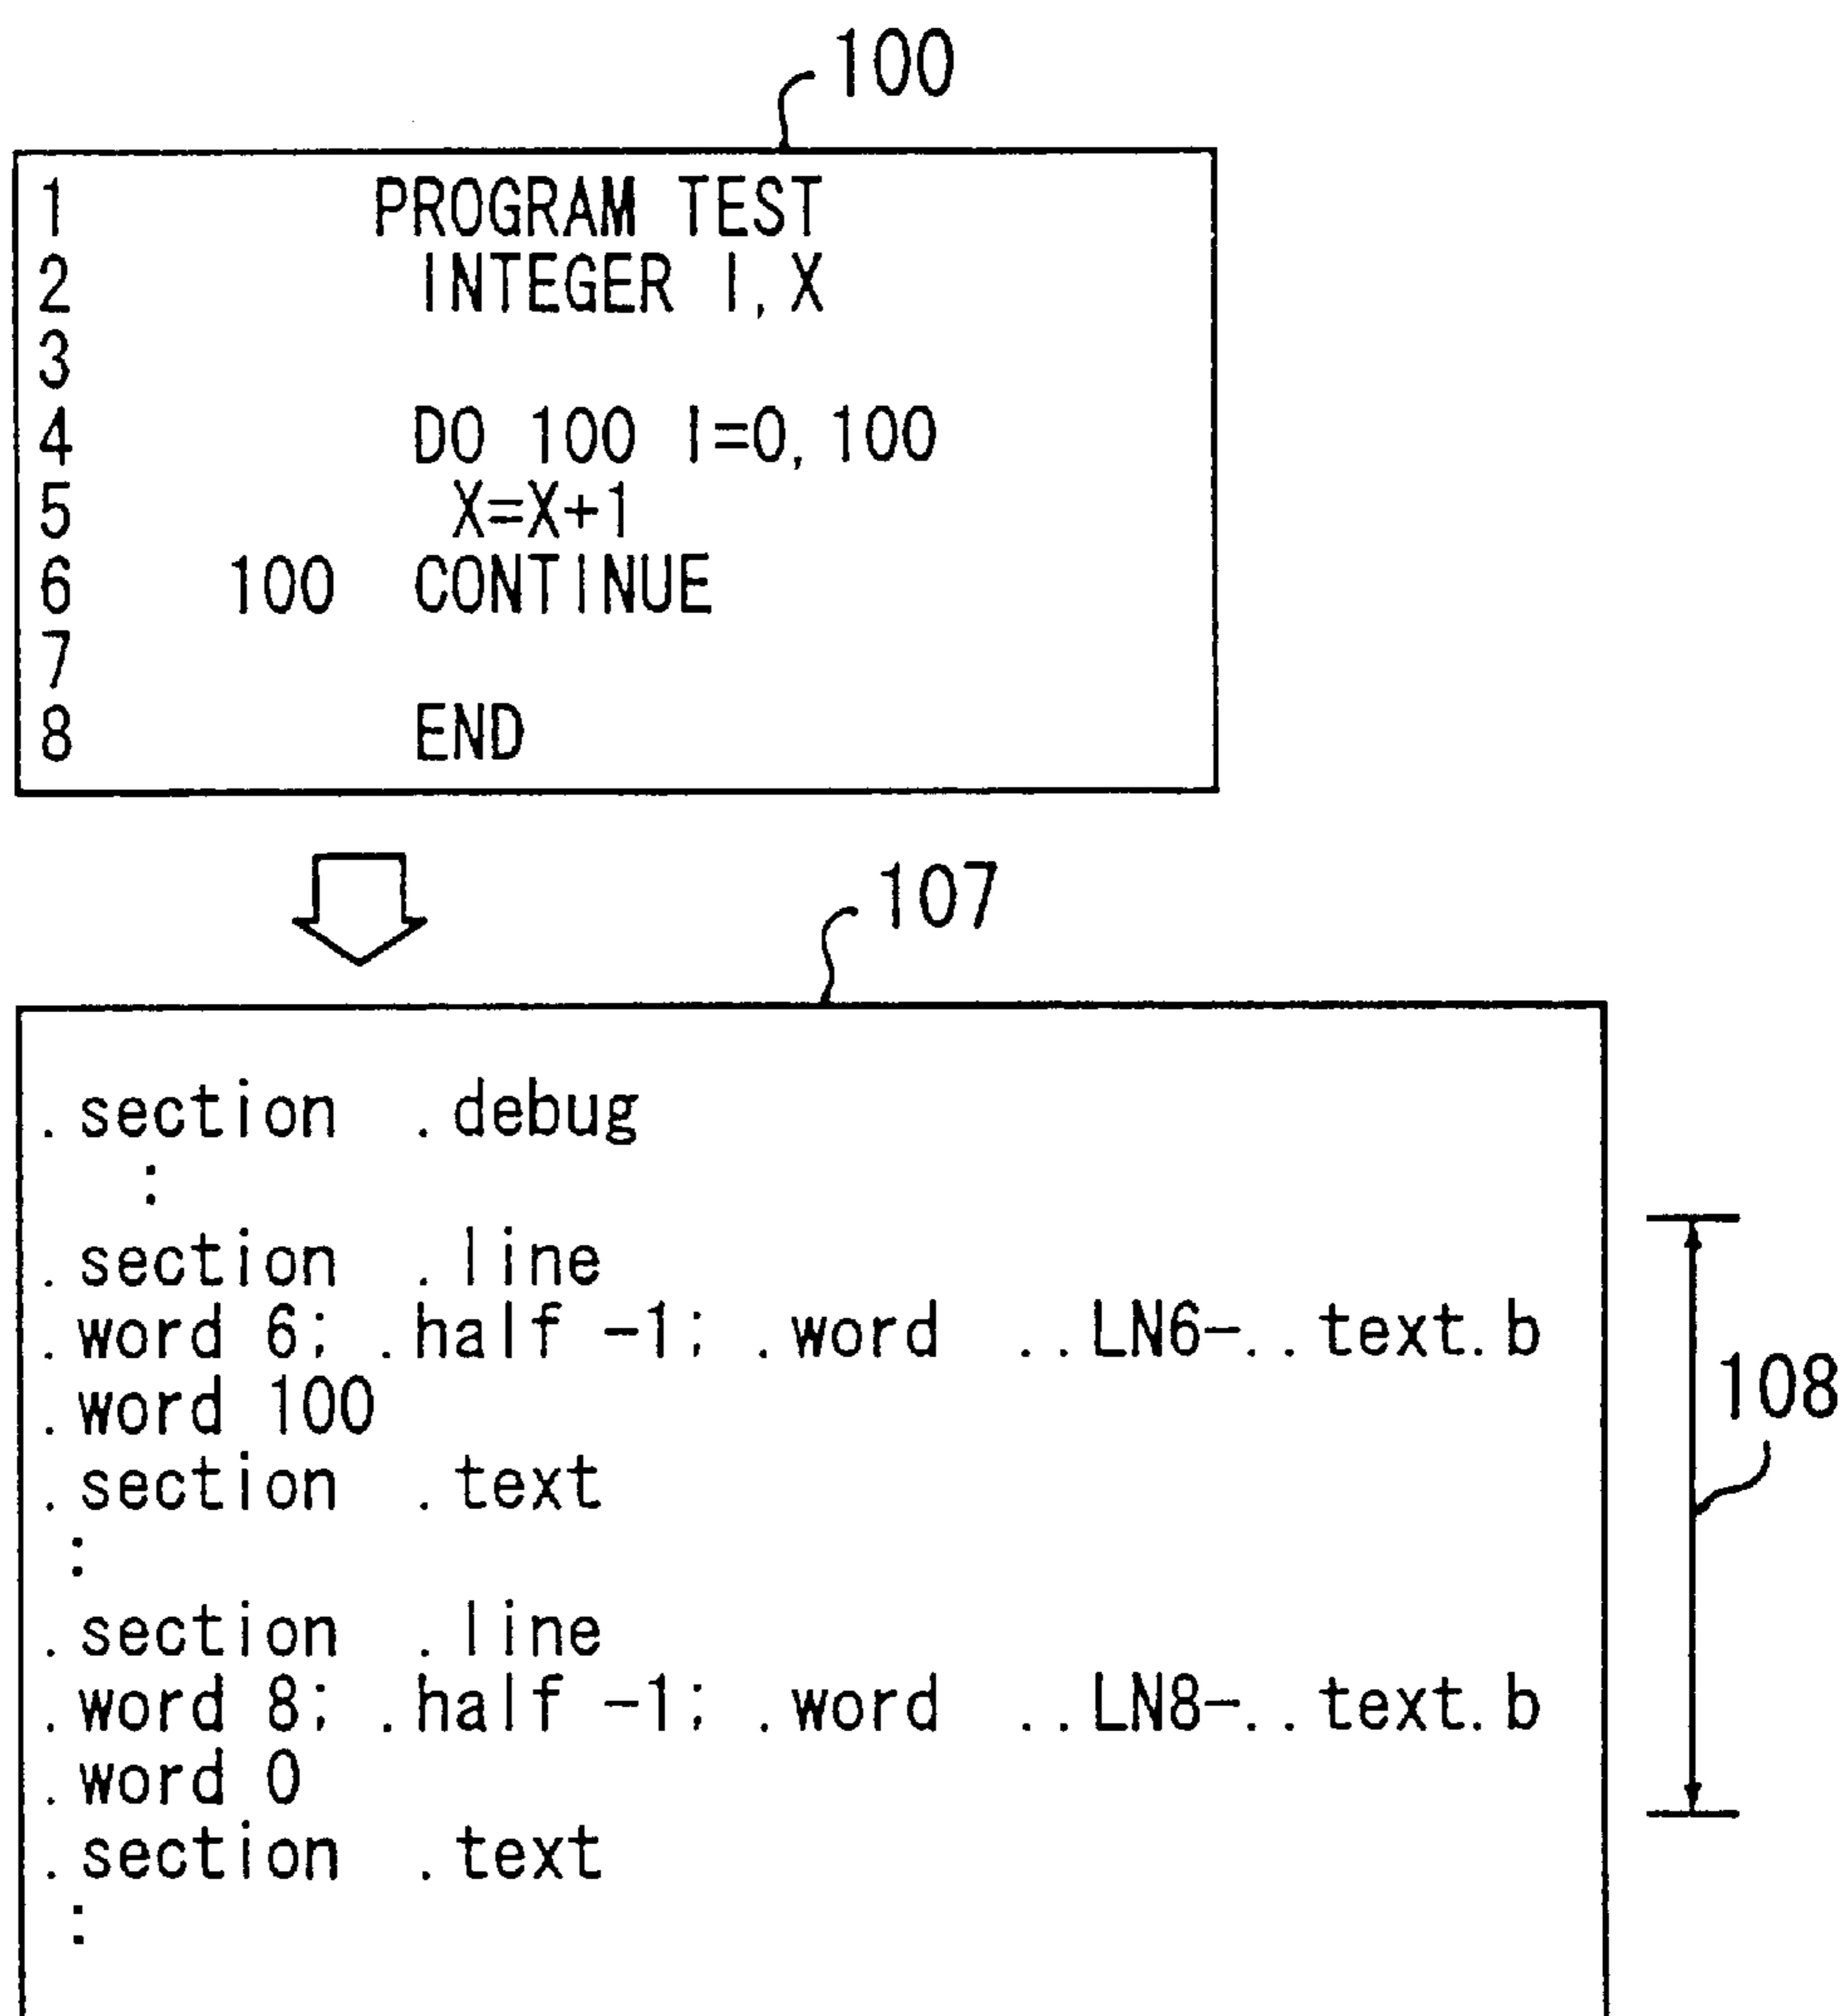 100
1 PROGRAM TEST
2 INTEGER I,X
3
4 DO 100 I=0,100
5 X=X+1
6 100 CONTINUE
7
8 END
107
.section .debug
:
.section .line
.word 6; .half -1; .word ..LN6-..text.b
.word 100
.section .text
:
.section .line
.word 8; .half -1; .word ..LN8-..text.b
.word 0
.section .text
:
108